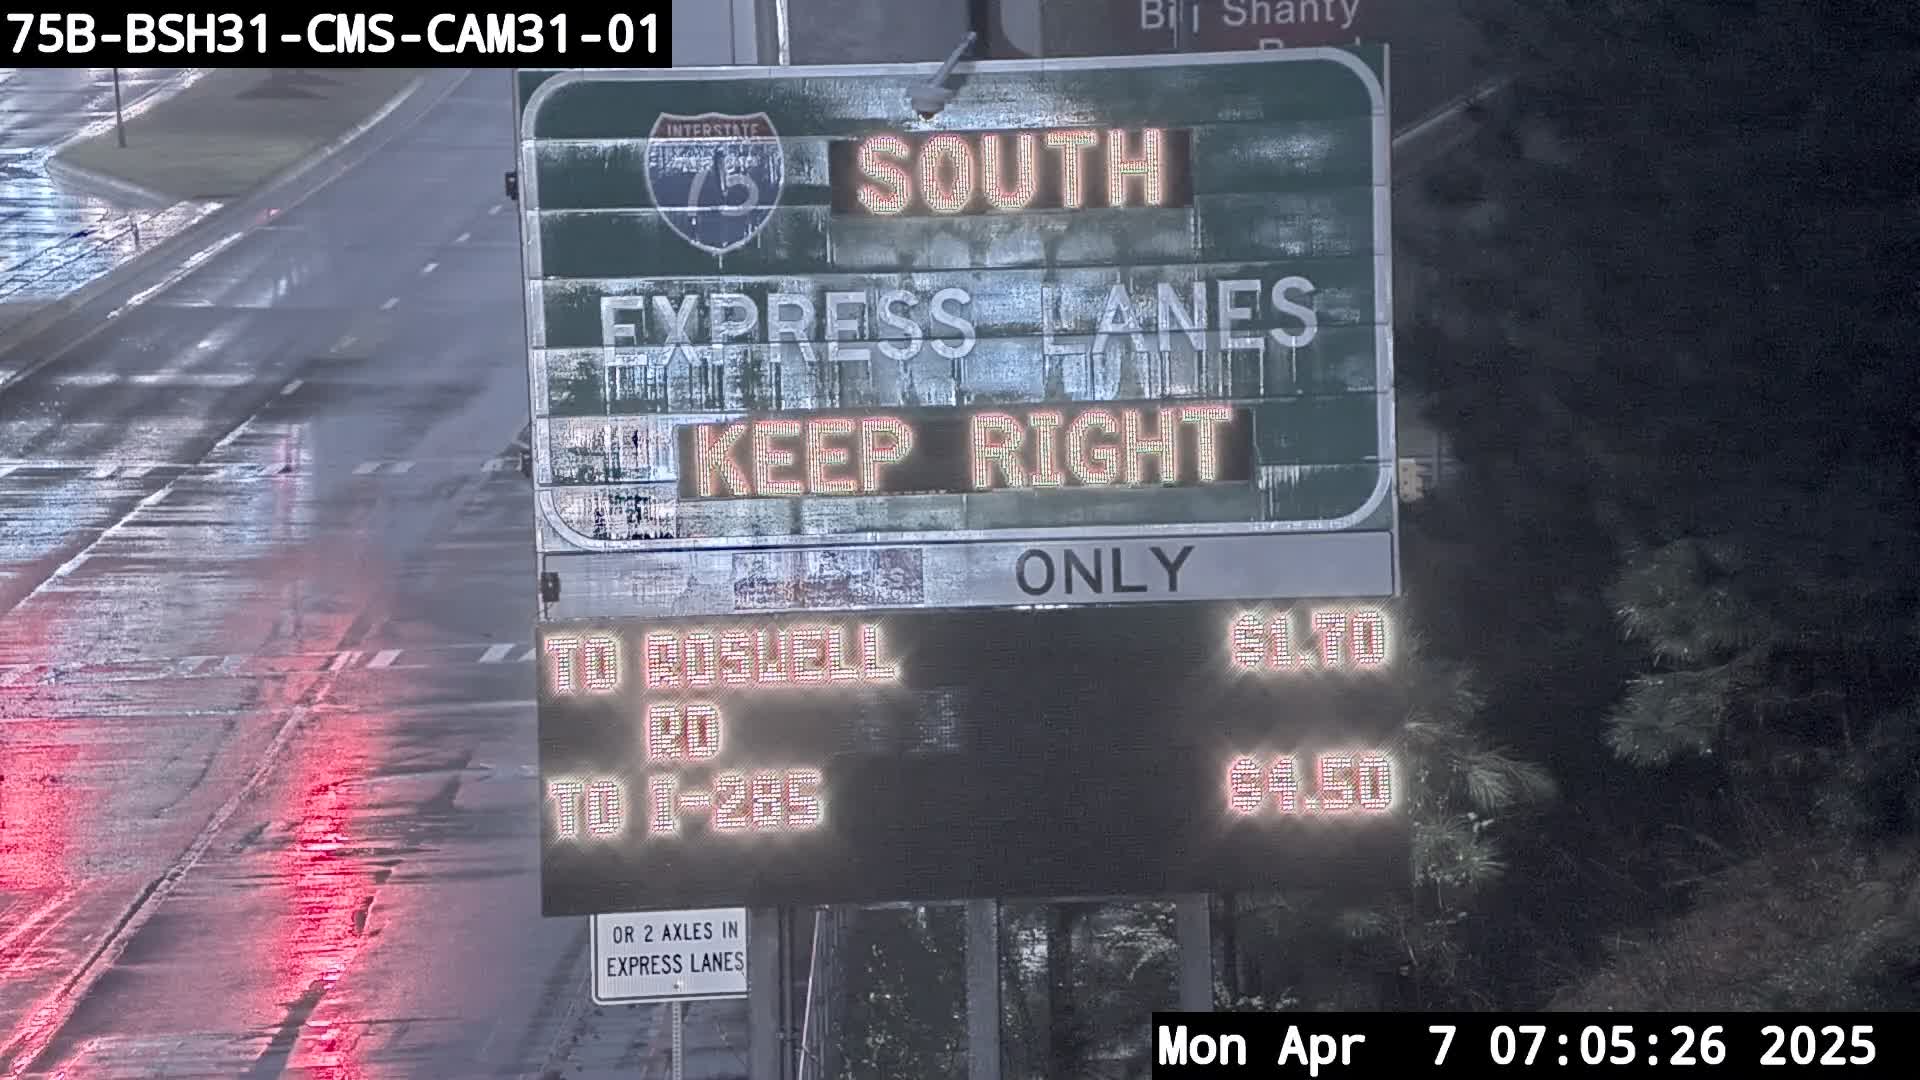 75B-BSH31-CMS-CAM31-01
Shanty
INTERSTATE
75
SOUTH
EXPRESS LANES
KEEP RIGHT
ONLY
TO ROSWELL $1.70
RD
TO I-285 $4.50
OR 2 AXLES IN
EXPRESS LANES
Mon Apr 7 07:05:26 2025